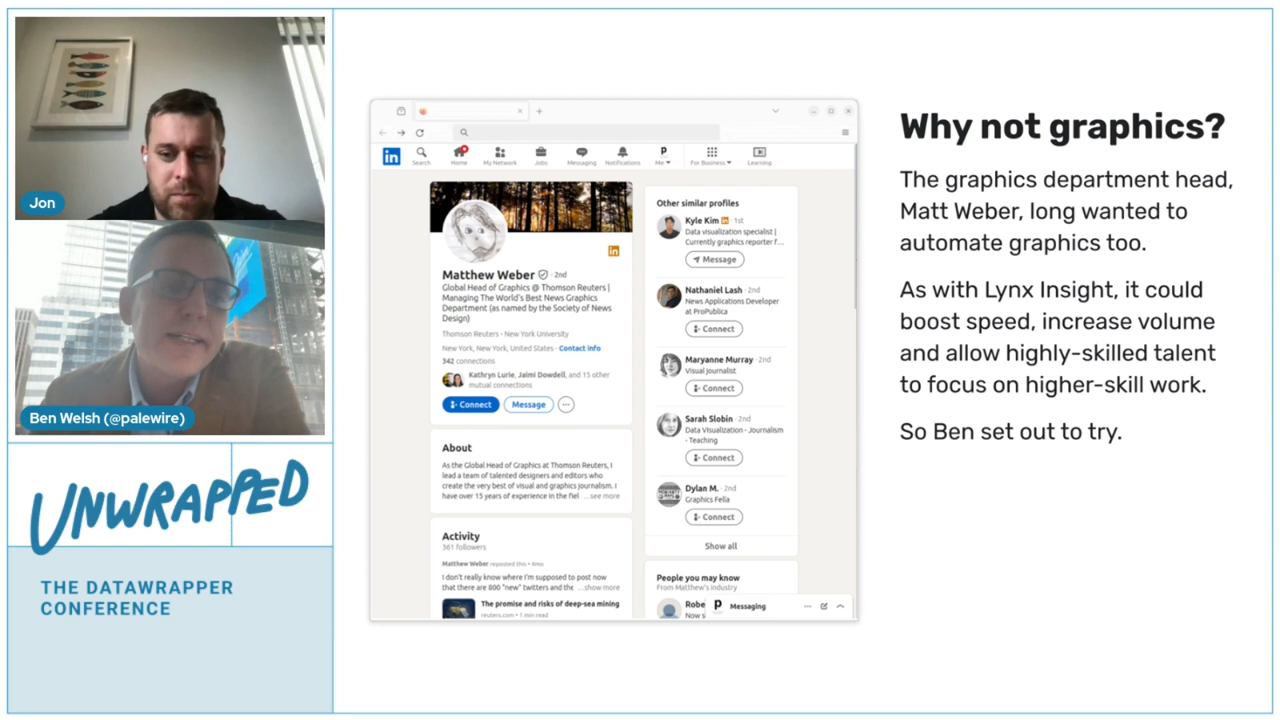 Jon
Ben Welsh (@palewire)
UNWRAPPED
THE DATAWRAPPER
CONFERENCE
in
Search
Home
My Network
Jobs
Messaging
Notifications
Me
For Business
Learning
Matthew Weber · 2nd
Global Head of Graphics @ Thomson Reuters |
Managing The World's Best News Graphics
Department (as named by the Society of News
Design)
Thomson Reuters · New York University
New York, New York, United States · Contact info
342 connections
Kathryn Lurie, Jaimi Dowdell, and 15 other
mutual connections
Connect
Message
About
As the Global Head of Graphics at Thomson Reuters, I
lead a team of talented designers and editors who
create the very best of visual and graphics journalism. I
have over 15 years of experience in the fiel ...see more
Activity
361 followers
Matthew Weber reposted this • 4mo
I don't really know where I'm supposed to post now
that there are 800 "new" twitters and the ...show more
The promise and risks of deep-sea mining
reuters.com • 1 min read
Other similar profiles
Kyle Kim in · 1st
Data visualization specialist |
Currently graphics reporter f...
Message
Nathaniel Lash · 2nd
News Applications Developer
at ProPublica
Connect
Maryanne Murray · 2nd
Visual Journalist
Connect
Sarah Slobin · 2nd
Data Visualization - Journalism
- Teaching
Connect
Dylan M. · 2nd
Graphics Fella
Connect
Show all
People you may know
From Matthew's industry
Robe
Now s
Messaging
Why not graphics?
The graphics department head,
Matt Weber, long wanted to
automate graphics too.
As with Lynx Insight, it could
boost speed, increase volume
and allow highly-skilled talent
to focus on higher-skill work.
So Ben set out to try.